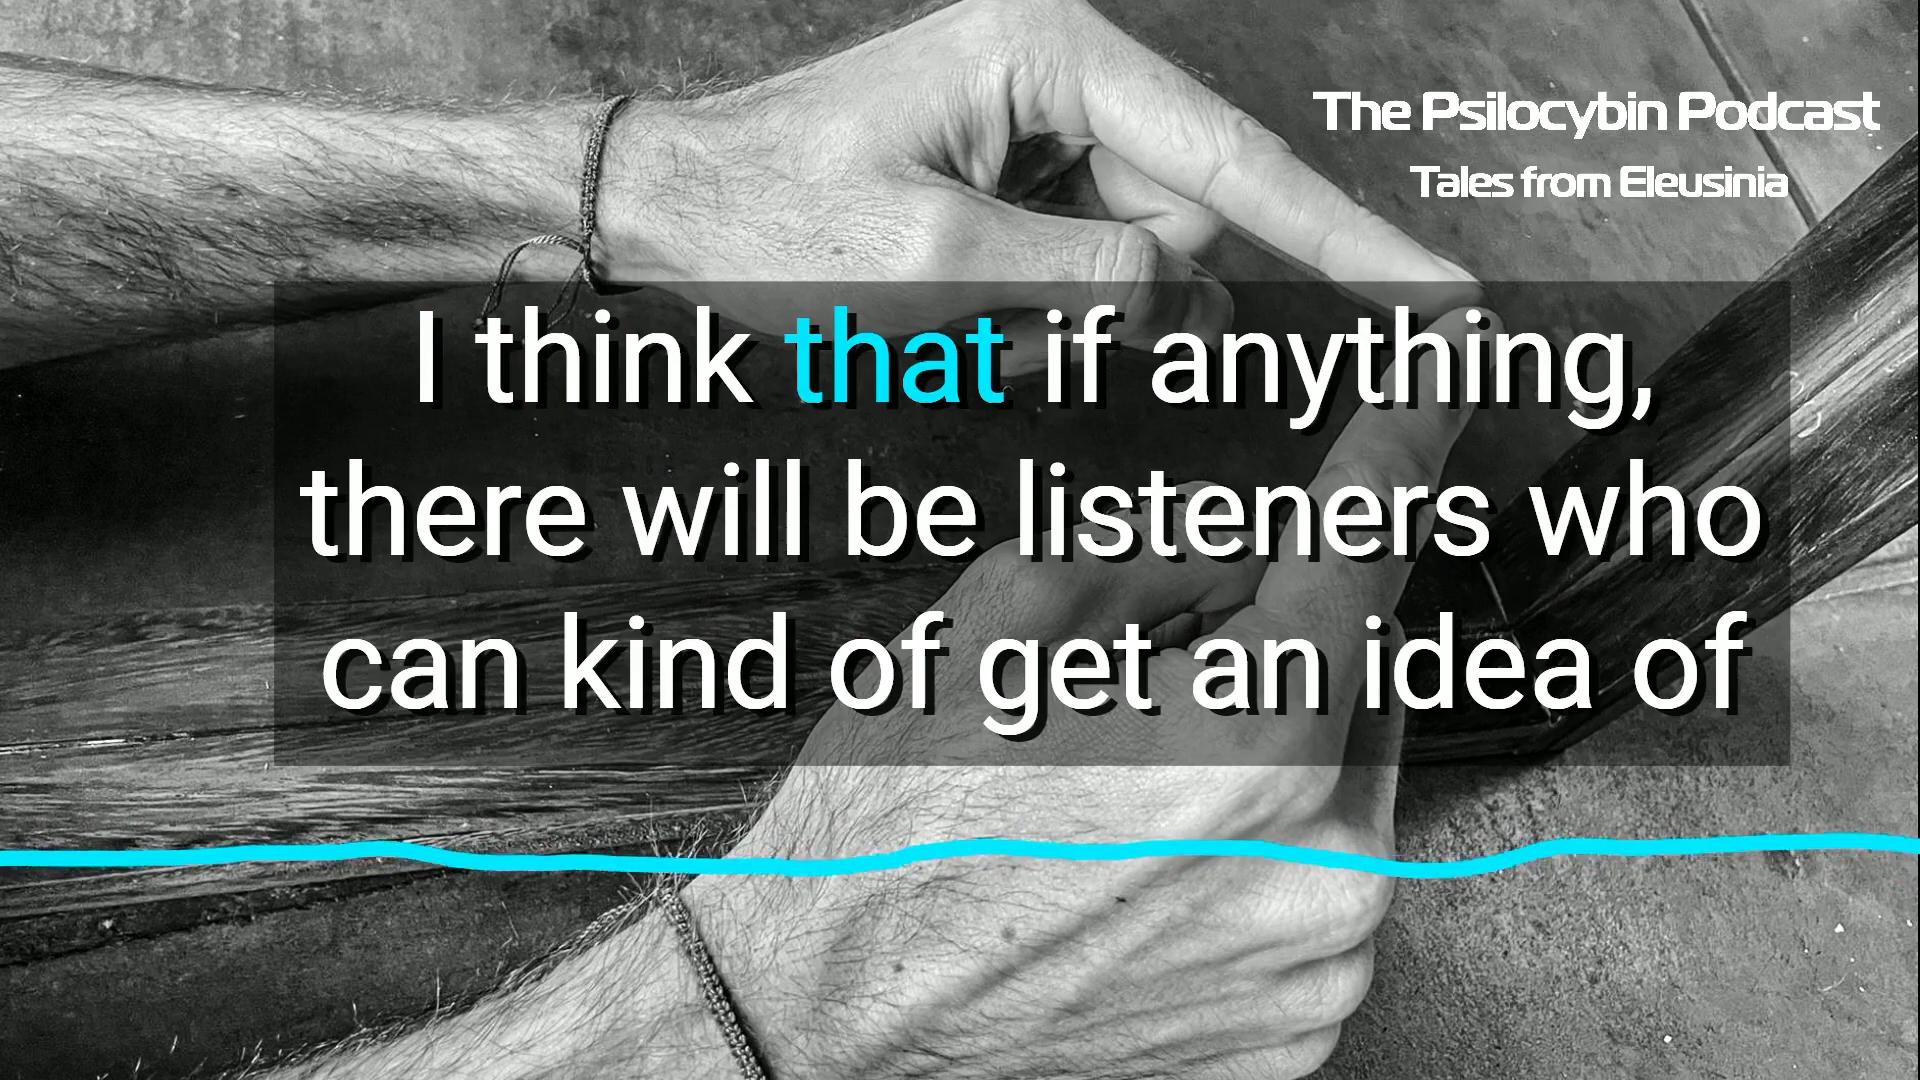 The Psilocybin Podcast
Tales from Eleusinia
I think that if anything,
there will be listeners who
can kind of get an idea of